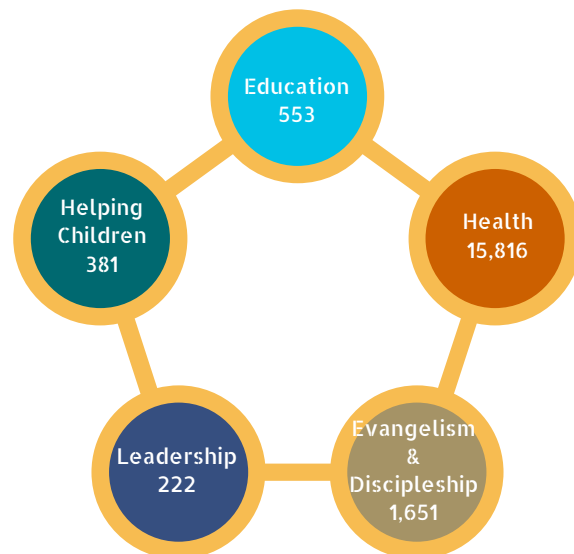 Education
553
Helping
Children
381
Health
15,816
Leadership
222
Evangelism
&
Discipleship
1,651